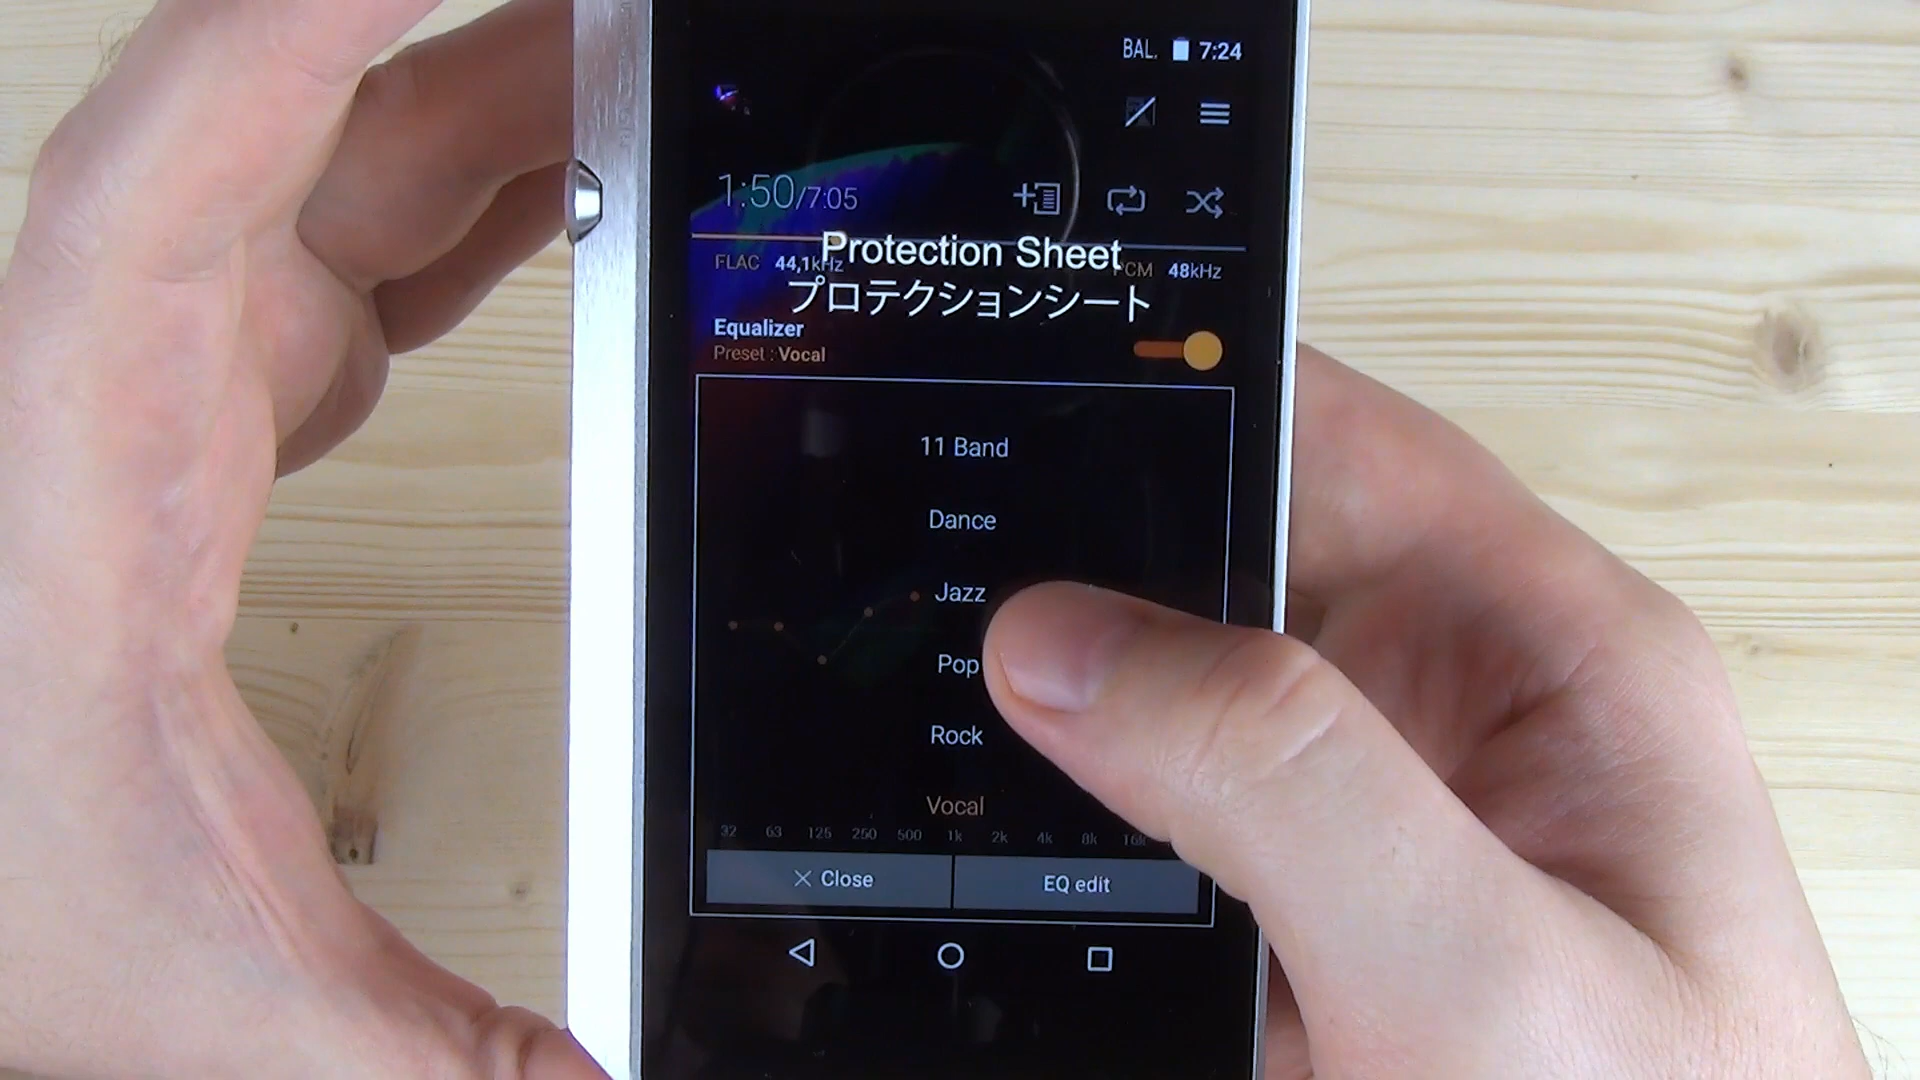 BAL. 7:24
1:50/7:05
Protection Sheet
FLAC 44,1kHz PCM 48kHz
プロテクションシート
Equalizer
Preset : Vocal
11 Band
Dance
Jazz
Pop
Rock
Vocal
32 63 125 250 500 1k 2k 4k 8k 16k
Close EQ edit